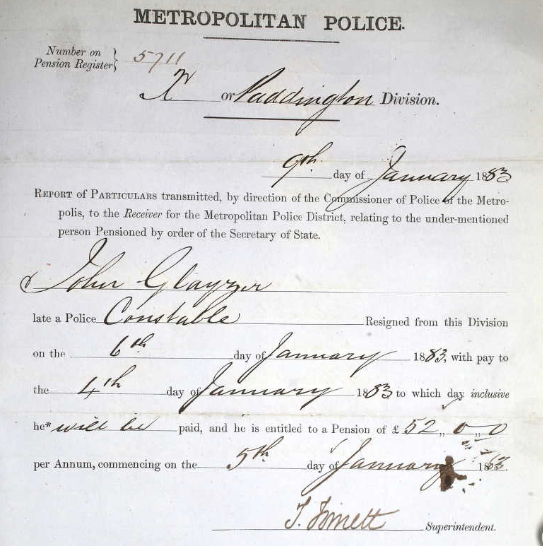 METROPOLITAN POLICE.
Number on
Pension Register} 5711
X or Paddington Division.
9th day of January 1883
REPORT OF PARTICULARS transmitted, by direction of the Commissioner of Police of the Metro-
polis, to the Receiver for the Metropolitan Police District, relating to the under-mentioned
person Pensioned by order of the Secretary of State.
John Glayzer
late a Police Constable Resigned from this Division
on the 6th day of January 1883, with pay to
the 4th day of January 1883 to which day inclusive
he* will be paid, and he is entitled to a Pension of £ 52,, 0,, 0
per Annum, commencing on the 5th day of January 1883.
Superintendent.